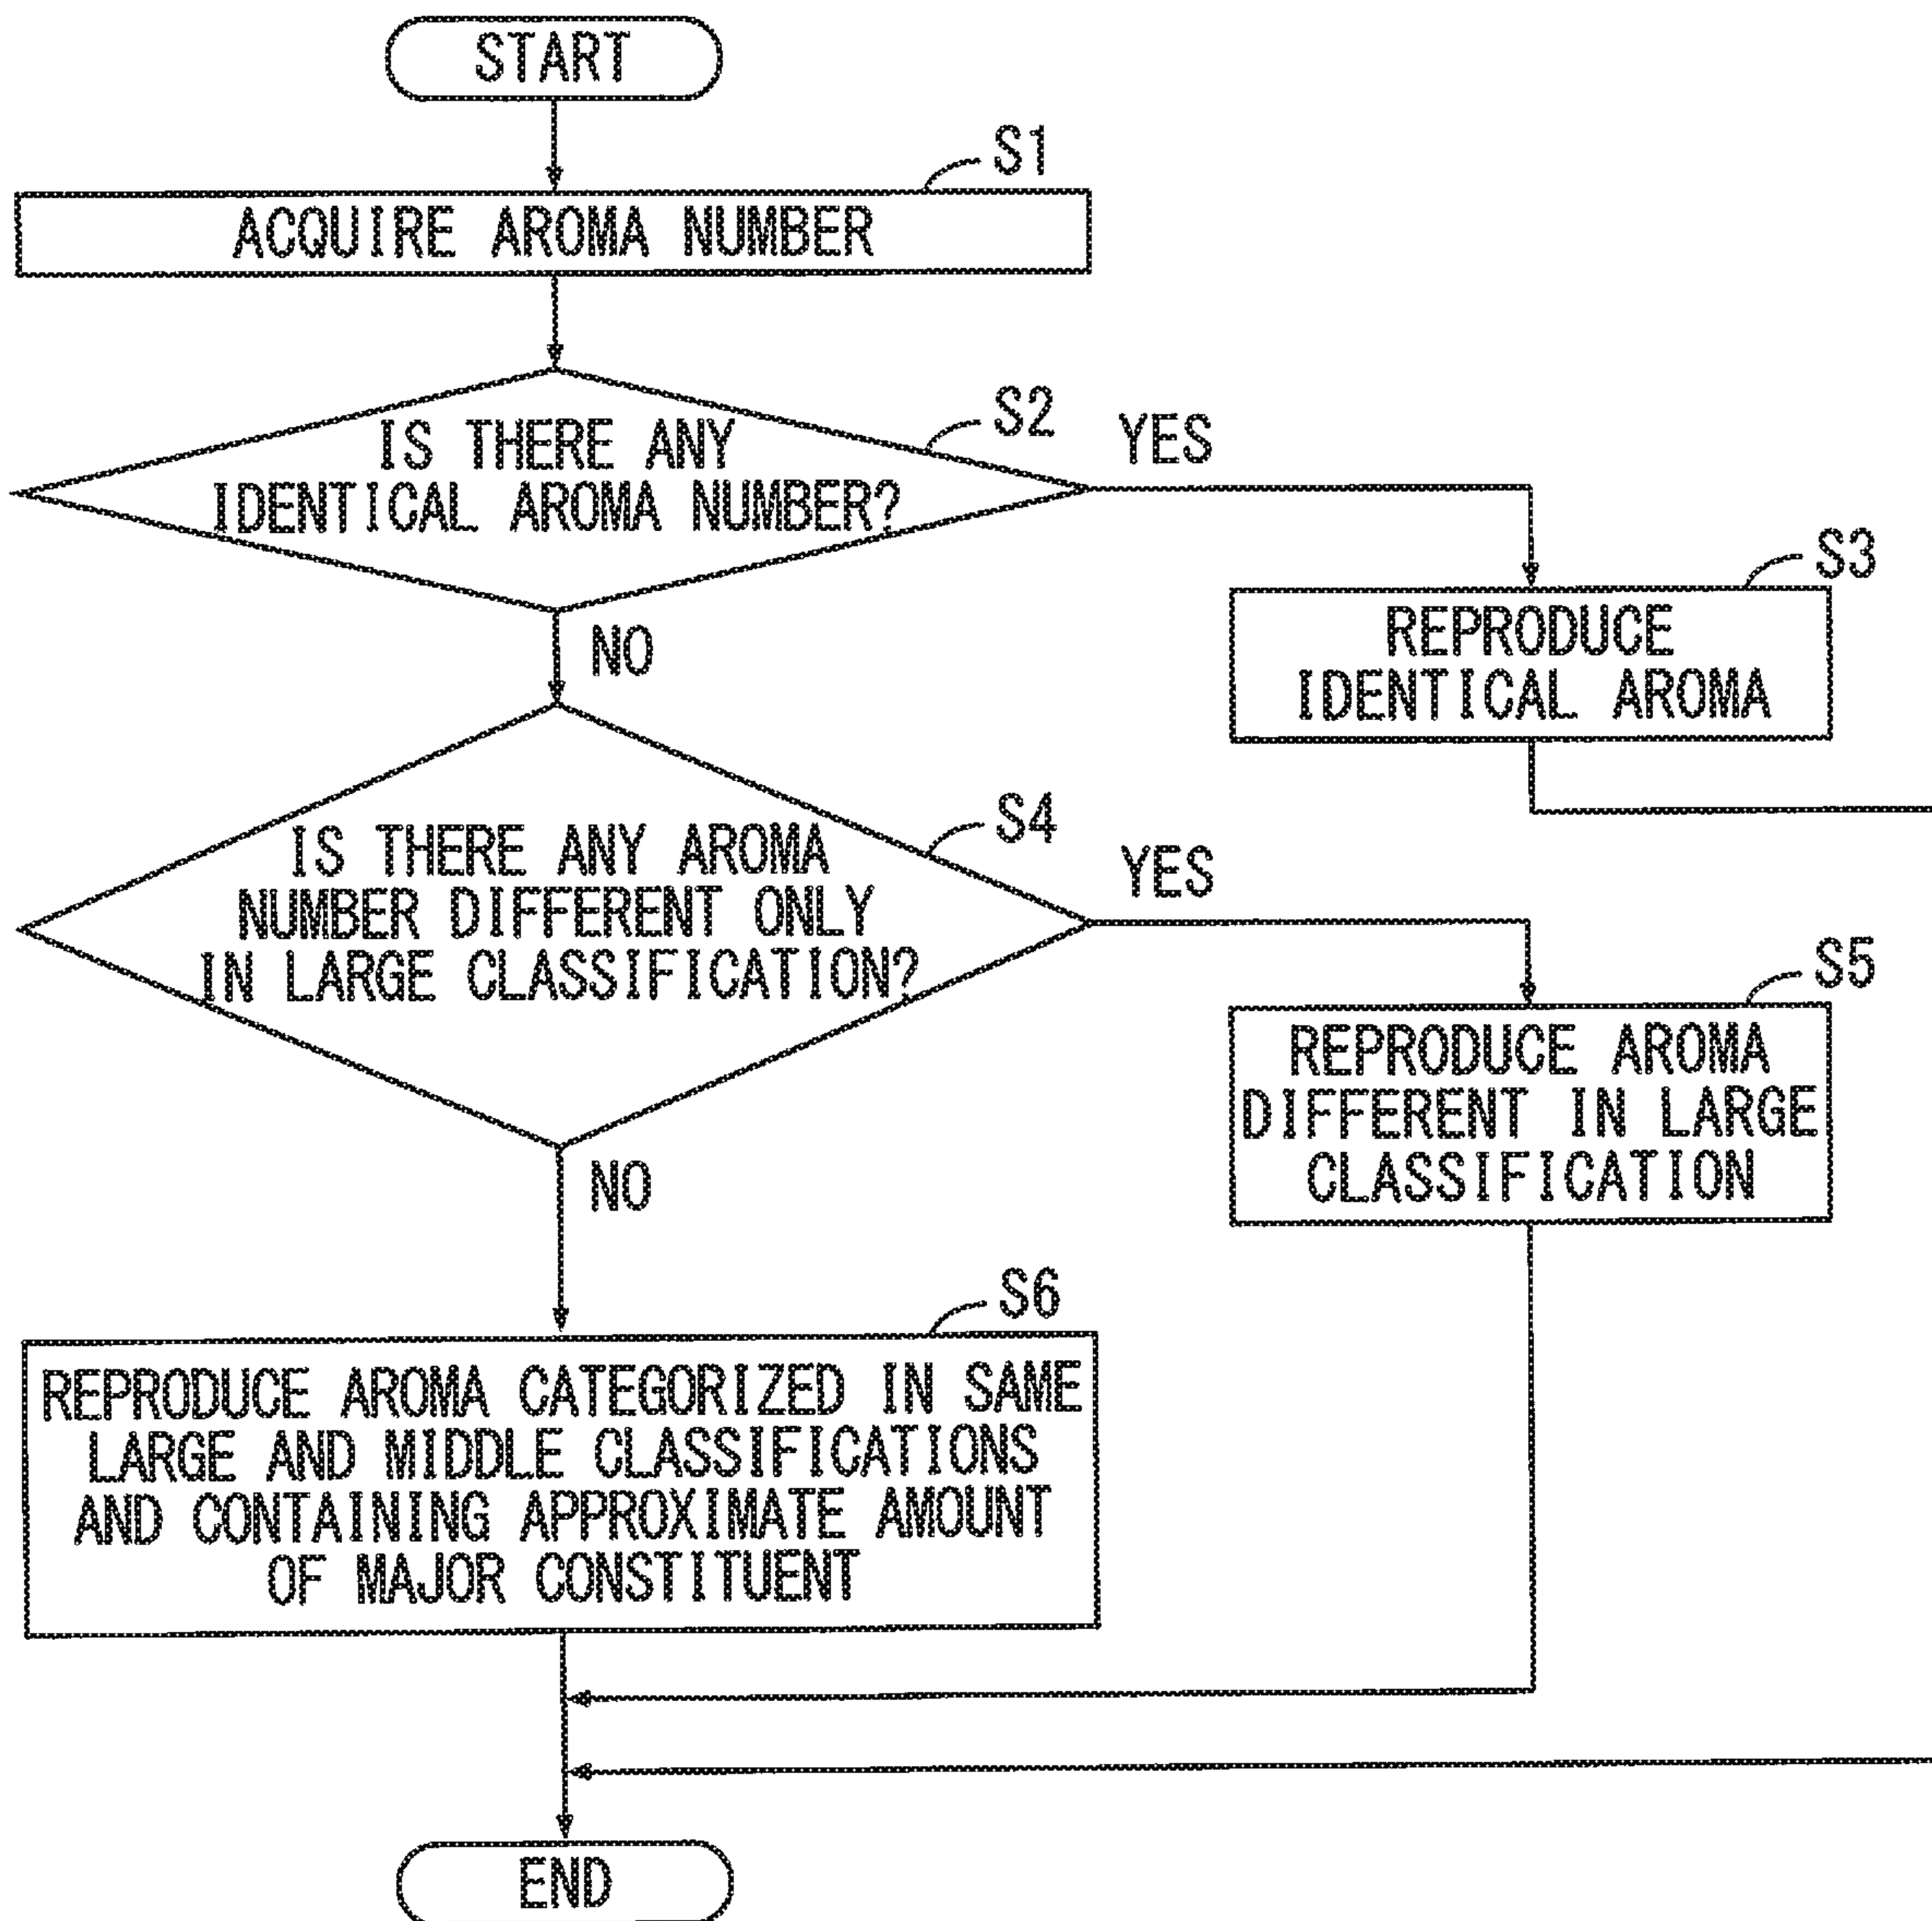 START
S1
ACQUIRE AROMA NUMBER
S2
IS THERE ANY
IDENTICAL AROMA NUMBER?
YES
NO
S3
REPRODUCE
IDENTICAL AROMA
S4
IS THERE ANY AROMA
NUMBER DIFFERENT ONLY
IN LARGE CLASSIFICATION?
YES
NO
S5
REPRODUCE AROMA
DIFFERENT IN LARGE
CLASSIFICATION
S6
REPRODUCE AROMA CATEGORIZED IN SAME
LARGE AND MIDDLE CLASSIFICATIONS
AND CONTAINING APPROXIMATE AMOUNT
OF MAJOR CONSTITUENT
END